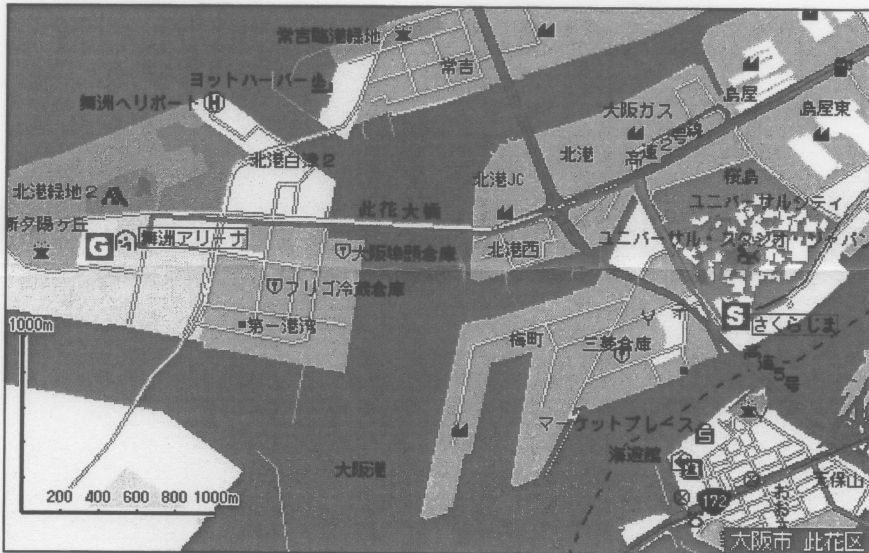 常吉臨港緑地
常吉
ヨットハーバー
舞洲ヘリポート
H
島屋
大阪ガス
島屋東
北港白津2
北港
高速2号線
北港JC
桜島
北港緑地2
此花大橋
ユニバーサルシティ
新夕陽ヶ丘
G
舞洲アリーナ
ユニバーサル・スタジオ・ジャパン
大阪埠頭倉庫
北港西
フリゴ冷蔵倉庫
S
さくらじま
1000m
第一港湾
梅町
三菱倉庫
高速5号
マーケットプレース
S
海遊館
大阪港
天保山
200 400 600 800 1000m
172
大阪市 此花区